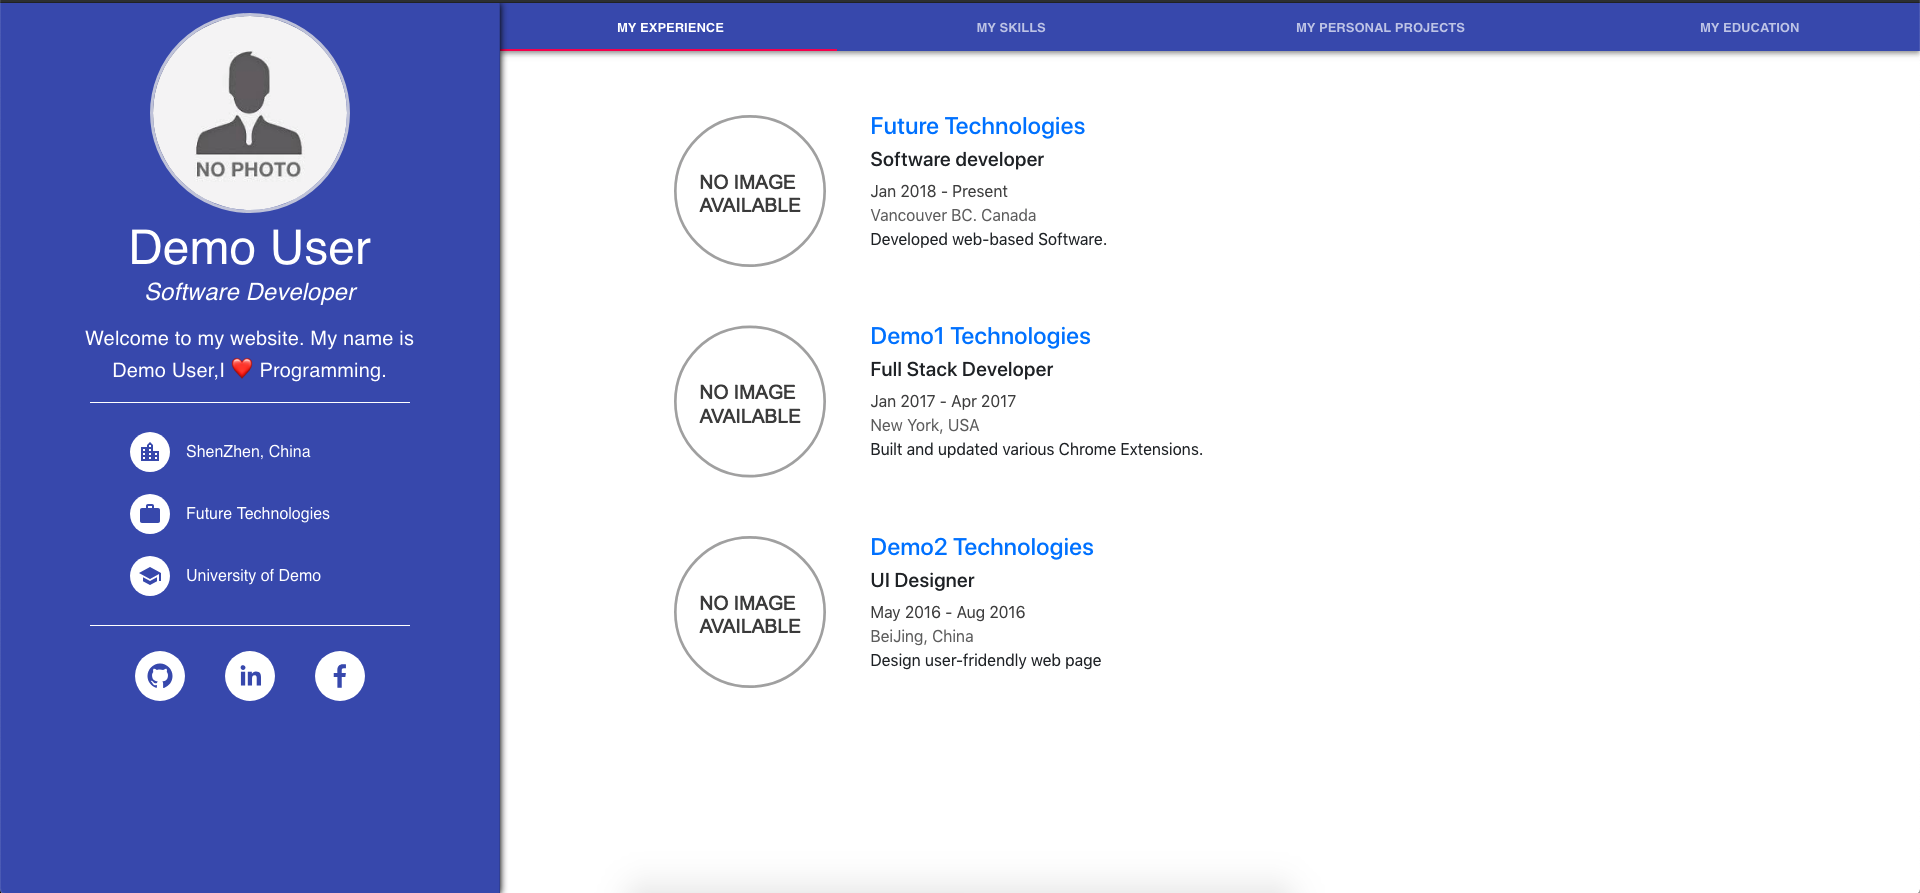 NO PHOTO
Demo User
Software Developer
Welcome to my website. My name is
Demo User,I ❤️ Programming.
ShenZhen, China
Future Technologies
University of Demo
in
f
MY EXPERIENCE
MY SKILLS
MY PERSONAL PROJECTS
MY EDUCATION
NO IMAGE
AVAILABLE
Future Technologies
Software developer
Jan 2018 - Present
Vancouver BC. Canada
Developed web-based Software.
NO IMAGE
AVAILABLE
Demo1 Technologies
Full Stack Developer
Jan 2017 - Apr 2017
New York, USA
Built and updated various Chrome Extensions.
NO IMAGE
AVAILABLE
Demo2 Technologies
UI Designer
May 2016 - Aug 2016
BeiJing, China
Design user-fridendly web page